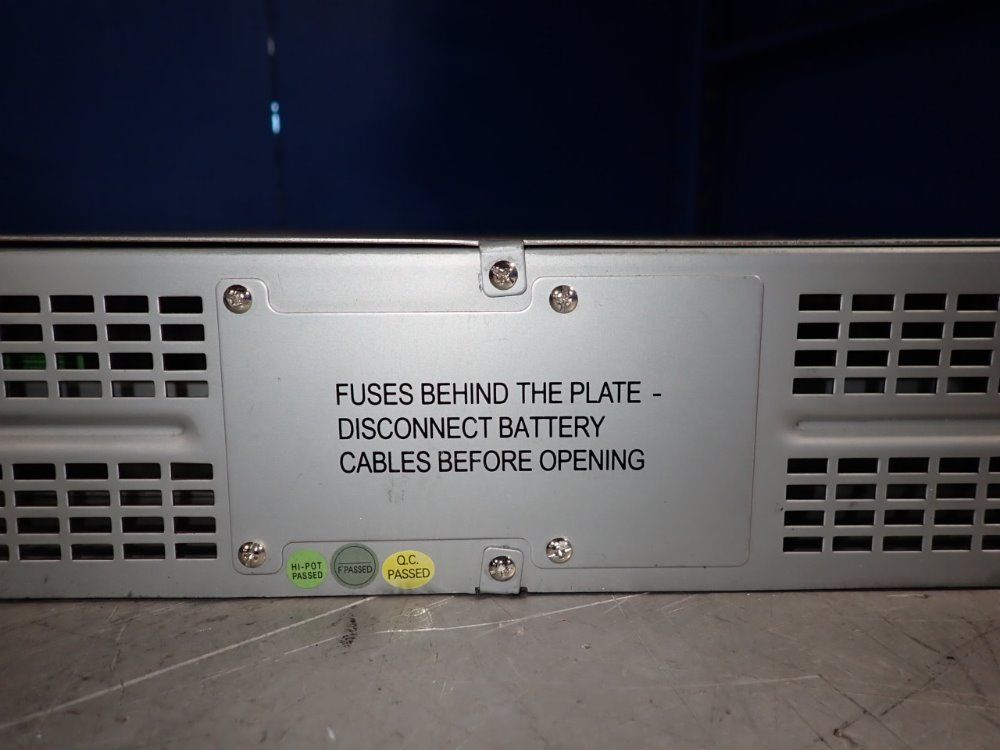 FUSES BEHIND THE PLATE -
DISCONNECT BATTERY
CABLES BEFORE OPENING
HI-POT
PASSED
F PASSED
Q.C.
PASSED